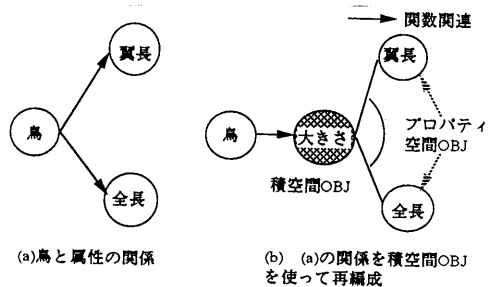 関数関連
翼長
翼長
鳥
鳥
大きさ
プロパティ
空間OBJ
積空間OBJ
全長
全長
(a)鳥と属性の関係
(b) (a)の関係を積空間OBJ
を使って再編成